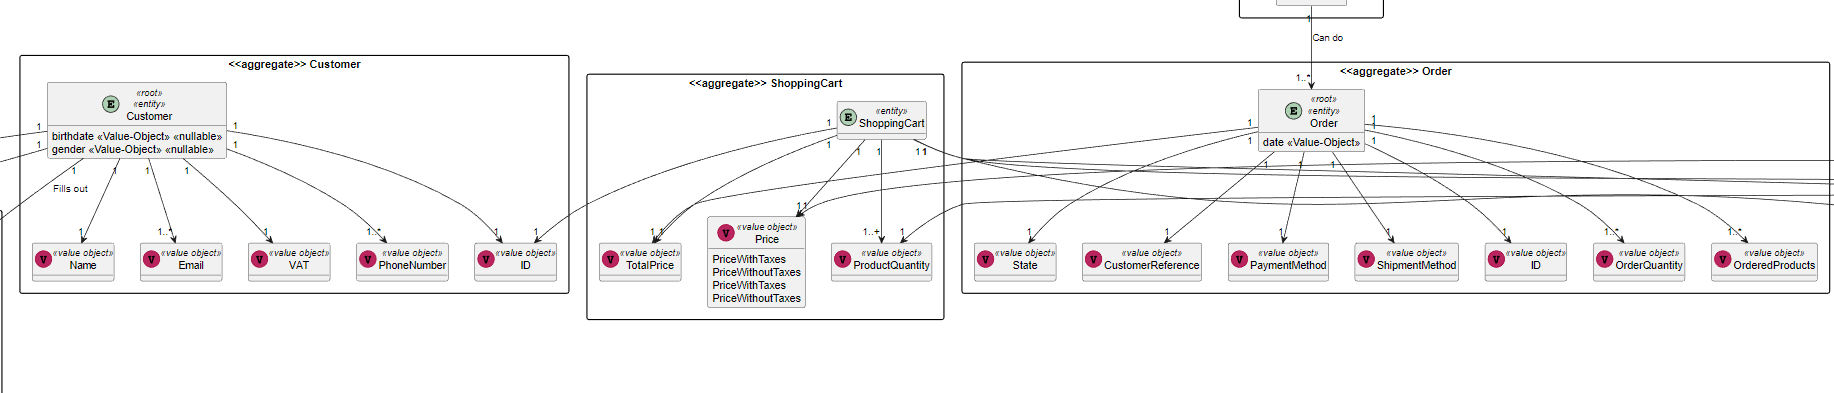 1
Can do
1..*
<<aggregate>> Customer
«root»
«entity»
E
Customer
birthdate «Value-Object» «nullable»
gender «Value-Object» «nullable»
1
1
1
1
1
1
1
1
1
Fills out
1
1..*
1
1..*
1
1
V «value object»
Name
V «value object»
Email
V «value object»
VAT
V «value object»
PhoneNumber
V «value object»
ID
<<aggregate>> ShoppingCart
E «entity»
ShoppingCart
1
1
1
1
1
1
1
1
1
1
1..+
1
V «value object»
TotalPrice
V «value object»
Price
PriceWithTaxes
PriceWithoutTaxes
PriceWithTaxes
PriceWithoutTaxes
V «value object»
ProductQuantity
<<aggregate>> Order
«root»
«entity»
E
Order
date «Value-Object»
1
1
1
1
1
1
1
1
1
1
1
1
1
1..*
1..*
V «value object»
State
V «value object»
CustomerReference
V «value object»
PaymentMethod
V «value object»
ShipmentMethod
V «value object»
ID
V «value object»
OrderQuantity
V «value object»
OrderedProducts